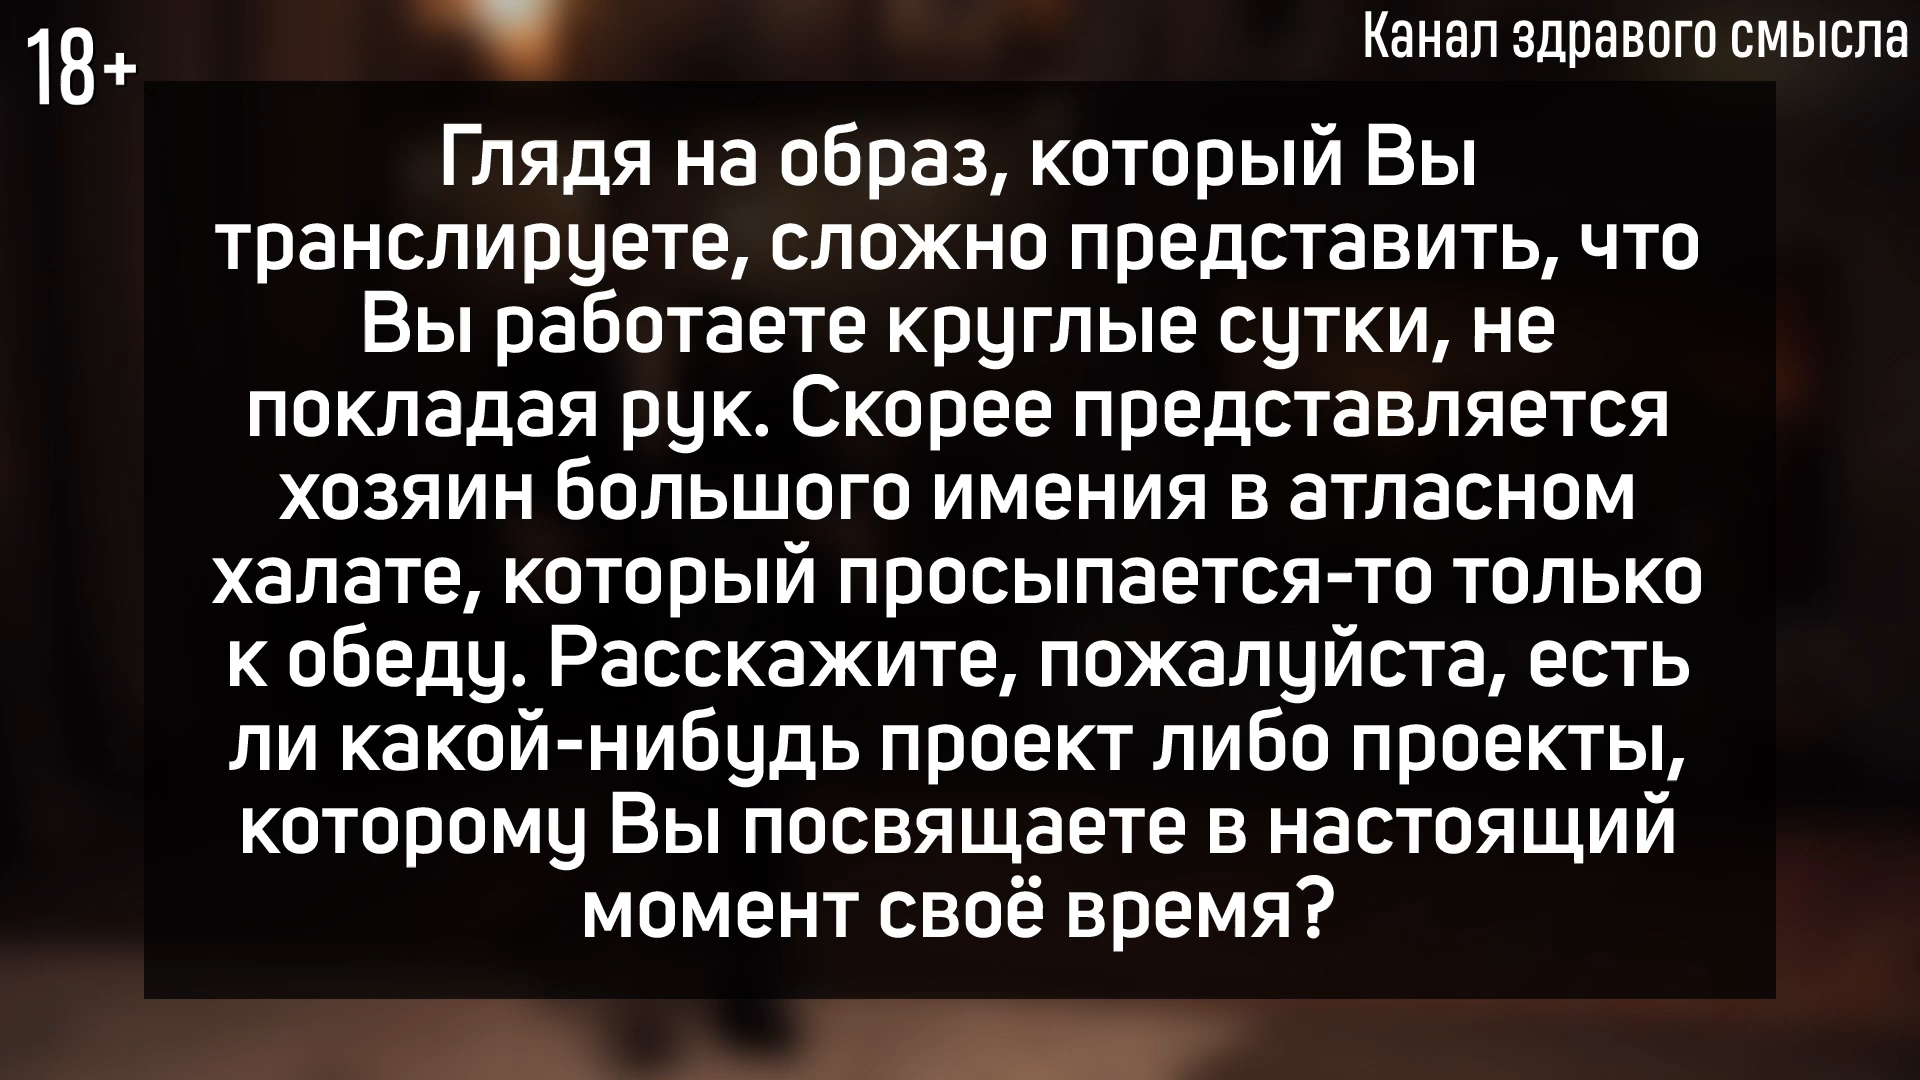 18+
Канал здравого смысла
Глядя на образ, который Вы
транслируете, сложно представить, что
Вы работаете круглые сутки, не
покладая рук. Скорее представляется
хозяин большого имения в атласном
халате, который просыпается-то только
к обеду. Расскажите, пожалуйста, есть
ли какой-нибудь проект либо проекты,
которому Вы посвящаете в настоящий
момент своё время?